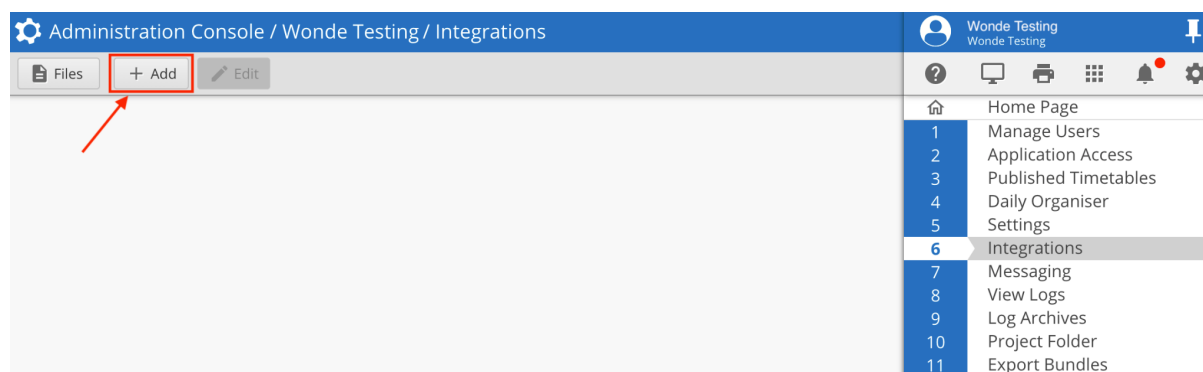 Administration Console / Wonde Testing / Integrations
Files
+ Add
Edit
Wonde Testing
Wonde Testing
Home Page
1 Manage Users
2 Application Access
3 Published Timetables
4 Daily Organiser
5 Settings
6 Integrations
7 Messaging
8 View Logs
9 Log Archives
10 Project Folder
11 Export Bundles